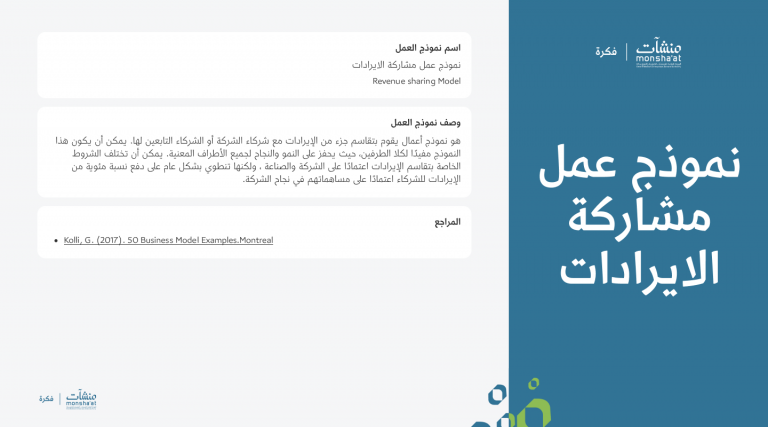 منشآت
monsha'at
فكرة
نموذج عمل
مشاركة
الايرادات
اسم نموذج العمل
نموذج عمل مشاركة الايرادات
Revenue sharing Model
وصف نموذج العمل
هو نموذج أعمال يقوم بتقاسم جزء من الإيرادات مع شركاء الشركة أو الشركاء التابعين لها. يمكن أن يكون هذا
النموذج مفيدًا لكلا الطرفين، حيث يحفز على النمو والنجاح لجميع الأطراف المعنية. يمكن أن تختلف الشروط
الخاصة بتقاسم الإيرادات اعتمادًا على الشركة والصناعة ، ولكنها تنطوي بشكل عام على دفع نسبة مئوية من
الإيرادات للشركاء اعتمادًا على مساهماتهم في نجاح الشركة.
المراجع
• Kolli, G. (2017). 50 Business Model Examples.Montreal
منشآت
monsha'at
فكرة